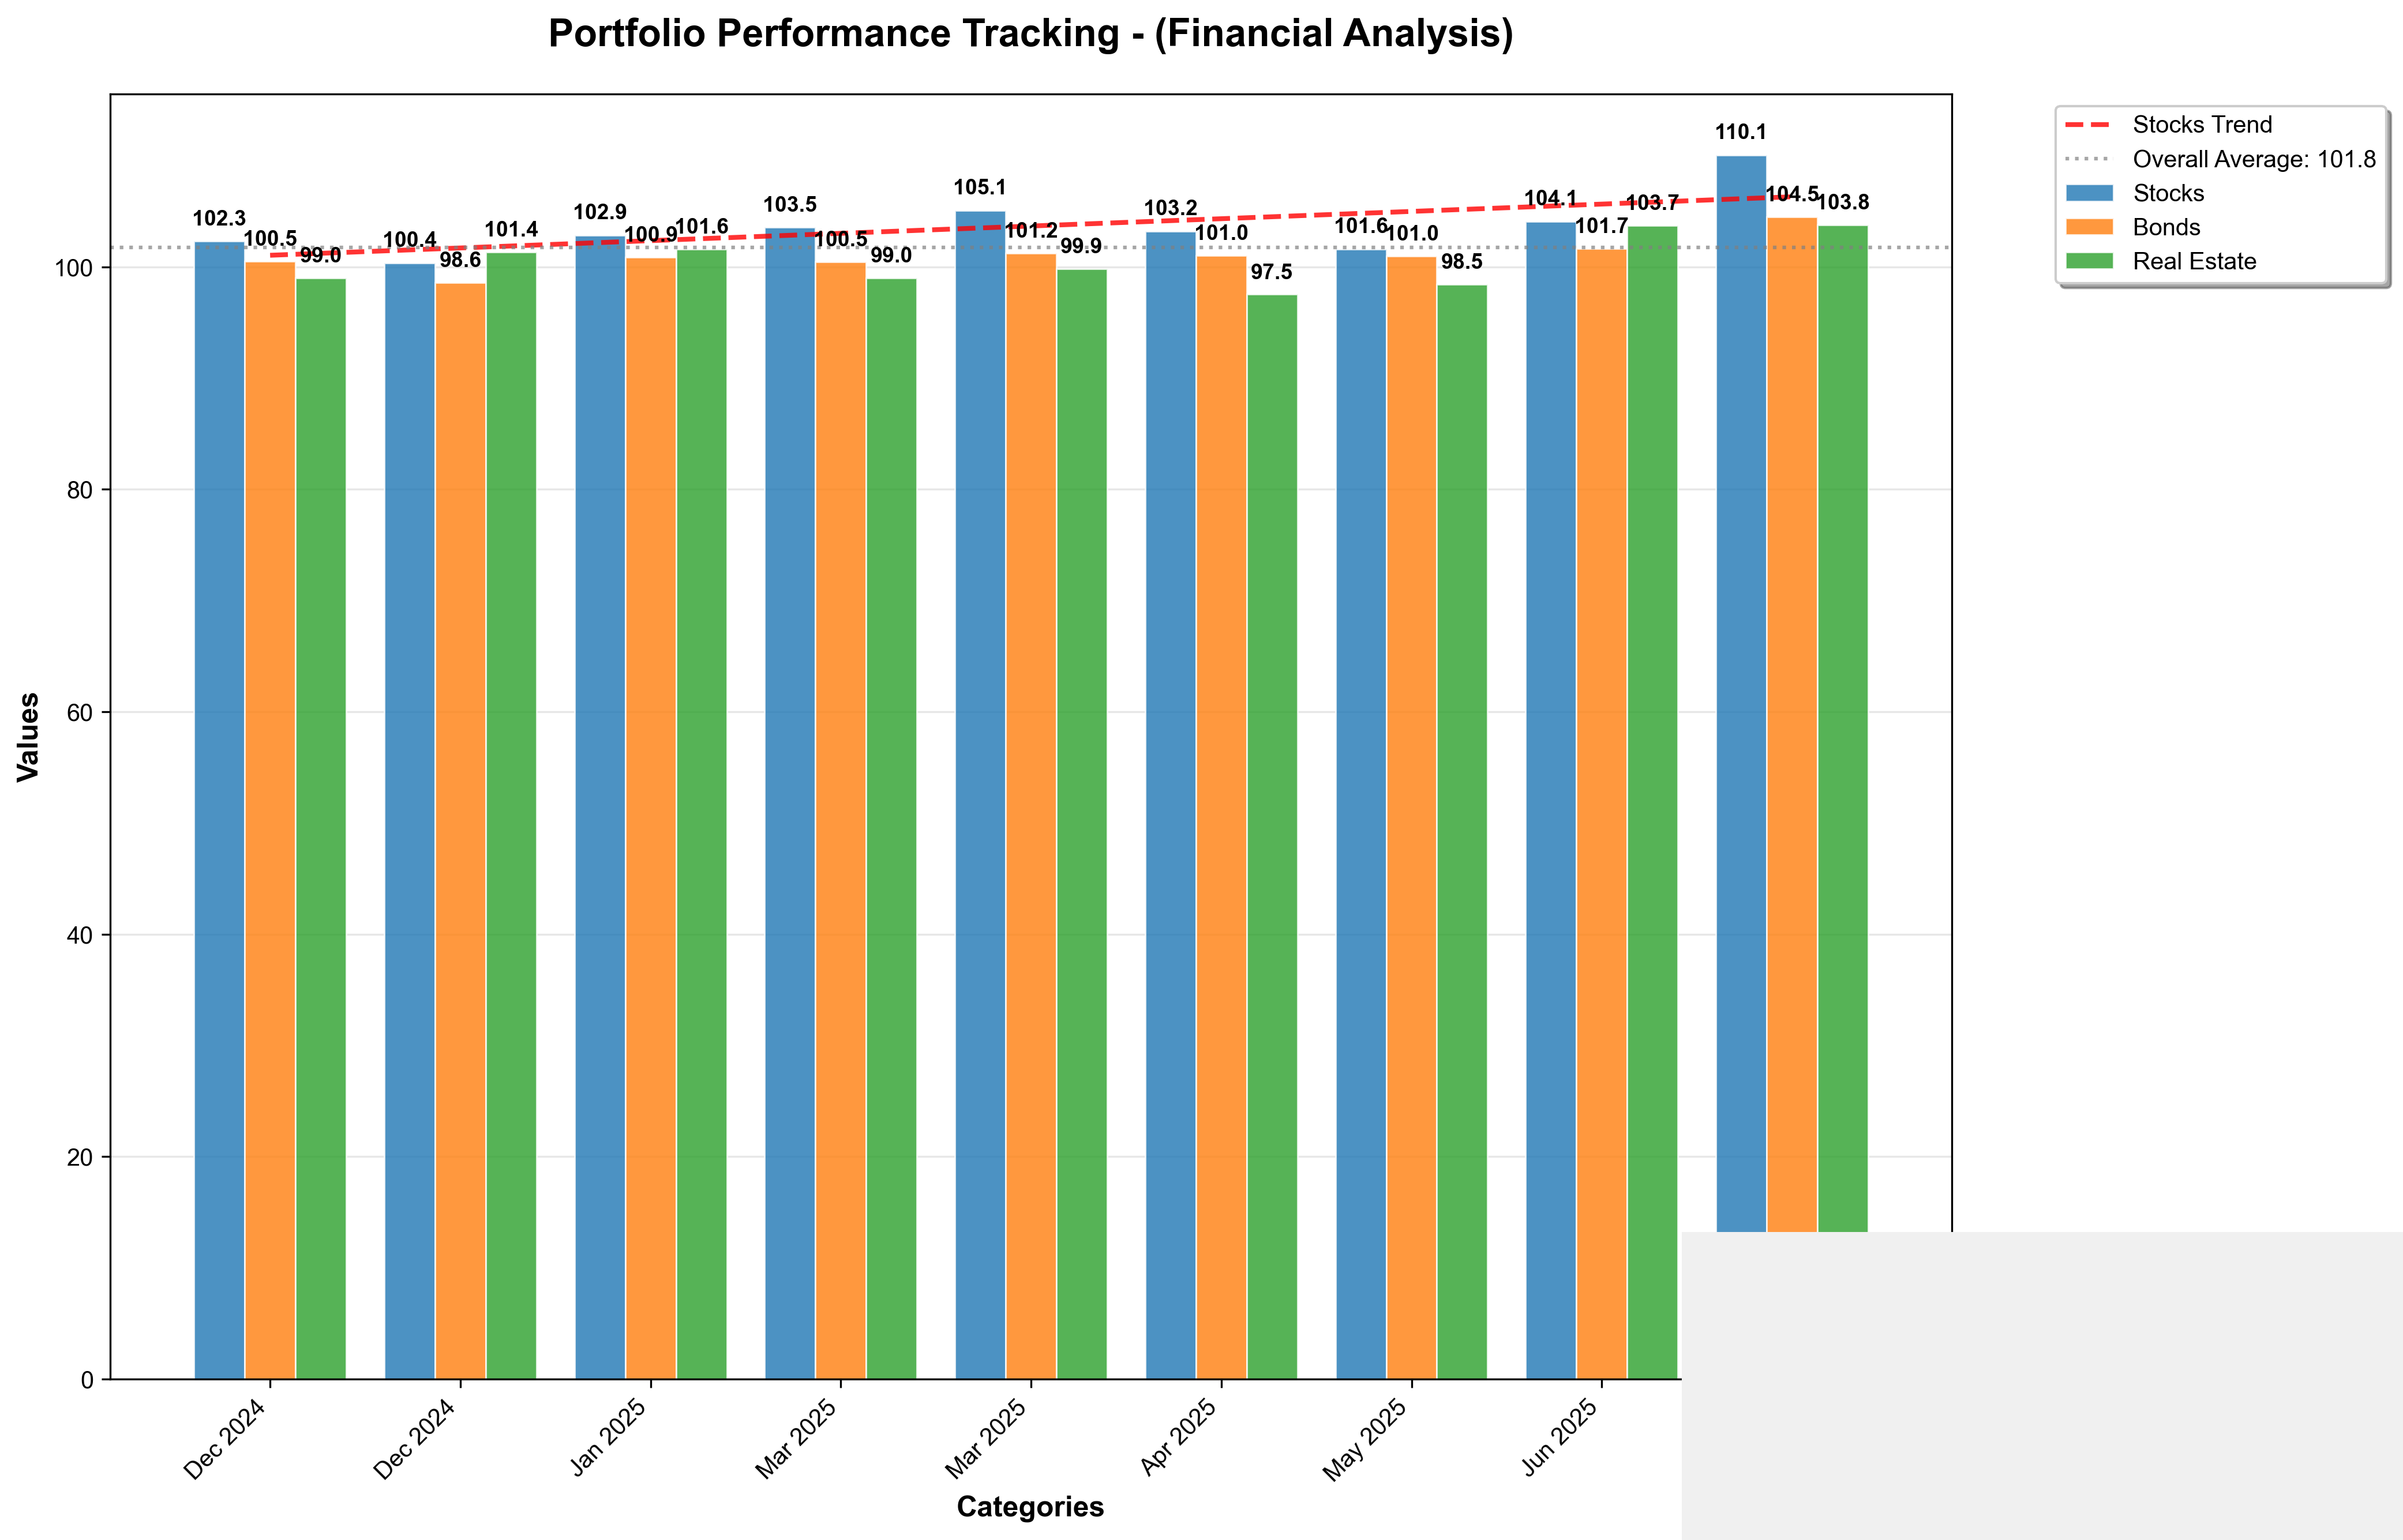 Portfolio Performance Tracking - (Financial Analysis)
Stocks Trend
Overall Average: 101.8
Stocks
Bonds
Real Estate
Values
100
80
60
40
20
0
102.3
100.5
99.0
100.4
98.6
101.4
102.9
100.9
101.6
103.5
100.5
99.0
105.1
101.2
99.9
103.2
101.0
97.5
101.6
101.0
98.5
104.1
101.7
103.7
110.1
104.5
103.8
Dec 2024
Dec 2024
Jan 2025
Mar 2025
Mar 2025
Apr 2025
May 2025
Jun 2025
Categories